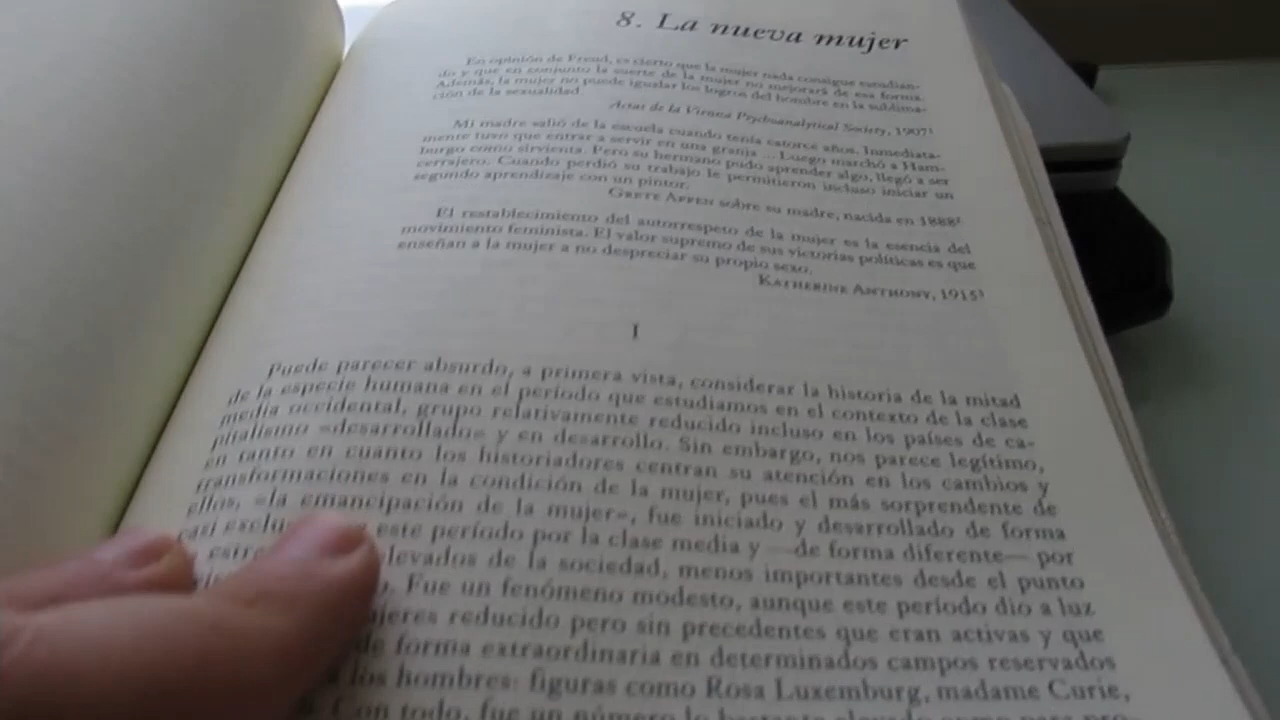 8. La nueva mujer
En opinión de Freud, es cierto que la mujer nada consigue estudian-
do y que en conjunto la suerte de la mujer no mejorará de esa forma.
Además, la mujer no puede igualar los logros del hombre en la sublima-
ción de la sexualidad.
Actas de la Vienna Psychoanalytical Society, 1907¹
Mi madre salió de la escuela cuando tenía catorce años. Inmediata-
mente tuvo que entrar a servir en una granja ... Luego marchó a Ham-
burgo como sirvienta. Pero su hermano pudo aprender algo, llegó a ser
cerrajero. Cuando perdió su trabajo le permitieron incluso iniciar un
segundo aprendizaje con un pintor.
GRETE APPEN sobre su madre, nacida en 1888²
El restablecimiento del autorrespeto de la mujer es la esencia del
movimiento feminista. El valor supremo de sus victorias políticas es que
enseñan a la mujer a no despreciar su propio sexo.
KATHERINE ANTHONY, 1915³
I
Puede parecer absurdo, a primera vista, considerar la historia de la mitad
de la especie humana en el período que estudiamos en el contexto de la clase
media occidental, grupo relativamente reducido incluso en los países de ca-
pitalismo «desarrollado» y en desarrollo. Sin embargo, nos parece legítimo,
en tanto en cuanto los historiadores centran su atención en los cambios y
transformaciones en la condición de la mujer, pues el más sorprendente de
ellos, «la emancipación de la mujer», fue iniciado y desarrollado de forma
casi este período por la clase media y —de forma diferente— por
elevados de la sociedad, menos importantes desde el punto
Fue un fenómeno modesto, aunque este período dio a luz
reducido pero sin precedentes que eran activas y que
de forma extraordinaria en determinados campos reservados
a los hombres: figuras como Rosa Luxemburg, madame Curie,
Con todo, fue un número lo bastante elevado como para